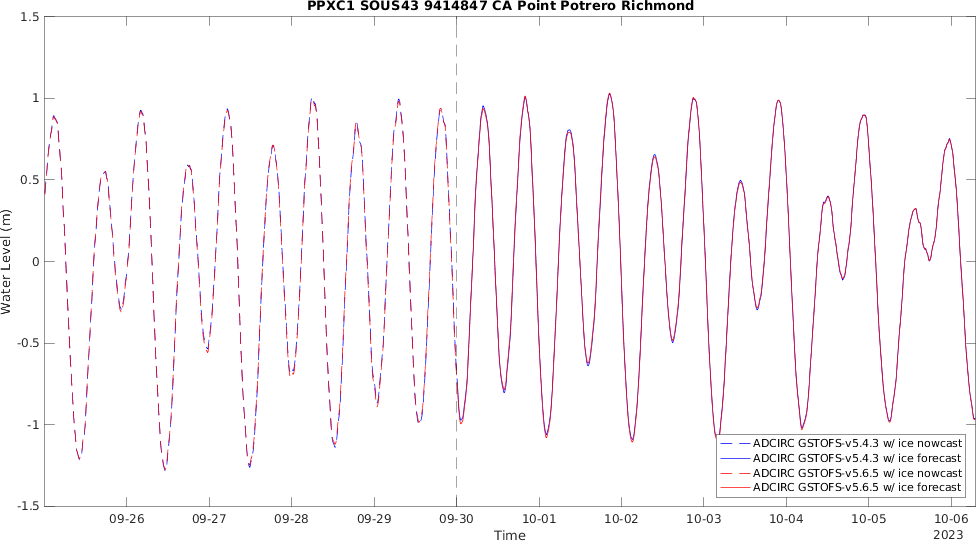 PPXC1 SOUS43 9414847 CA Point Potrero Richmond
1.5
1
0.5
0
-0.5
-1
-1.5
Water Level (m)
ADCIRC GSTOFS-v5.4.3 w/ ice nowcast
ADCIRC GSTOFS-v5.4.3 w/ ice forecast
ADCIRC GSTOFS-v5.6.5 w/ ice nowcast
ADCIRC GSTOFS-v5.6.5 w/ ice forecast
09-26 09-27 09-28 09-29 09-30 10-01 10-02 10-03 10-04 10-05 10-06
Time 2023